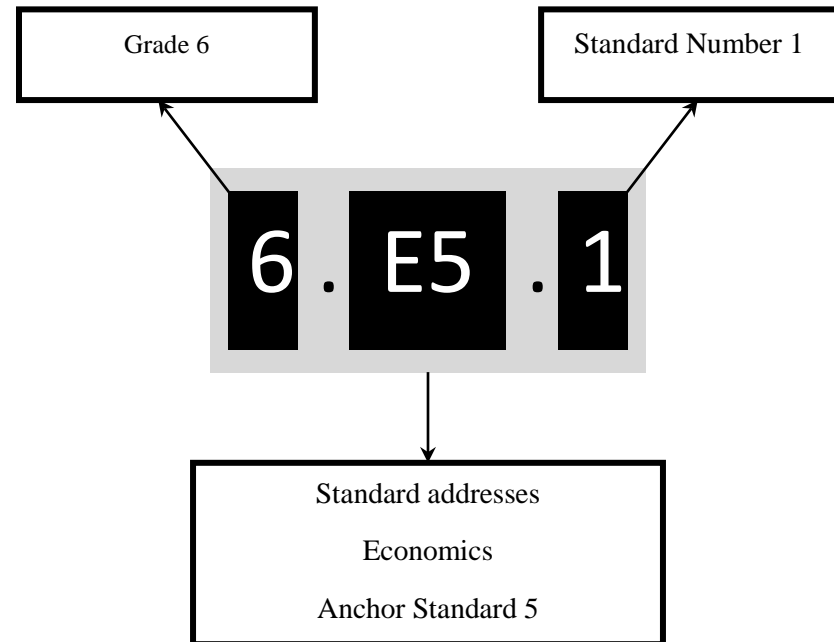 Grade 6
Standard Number 1
6 . E5 . 1
Standard addresses
Economics
Anchor Standard 5